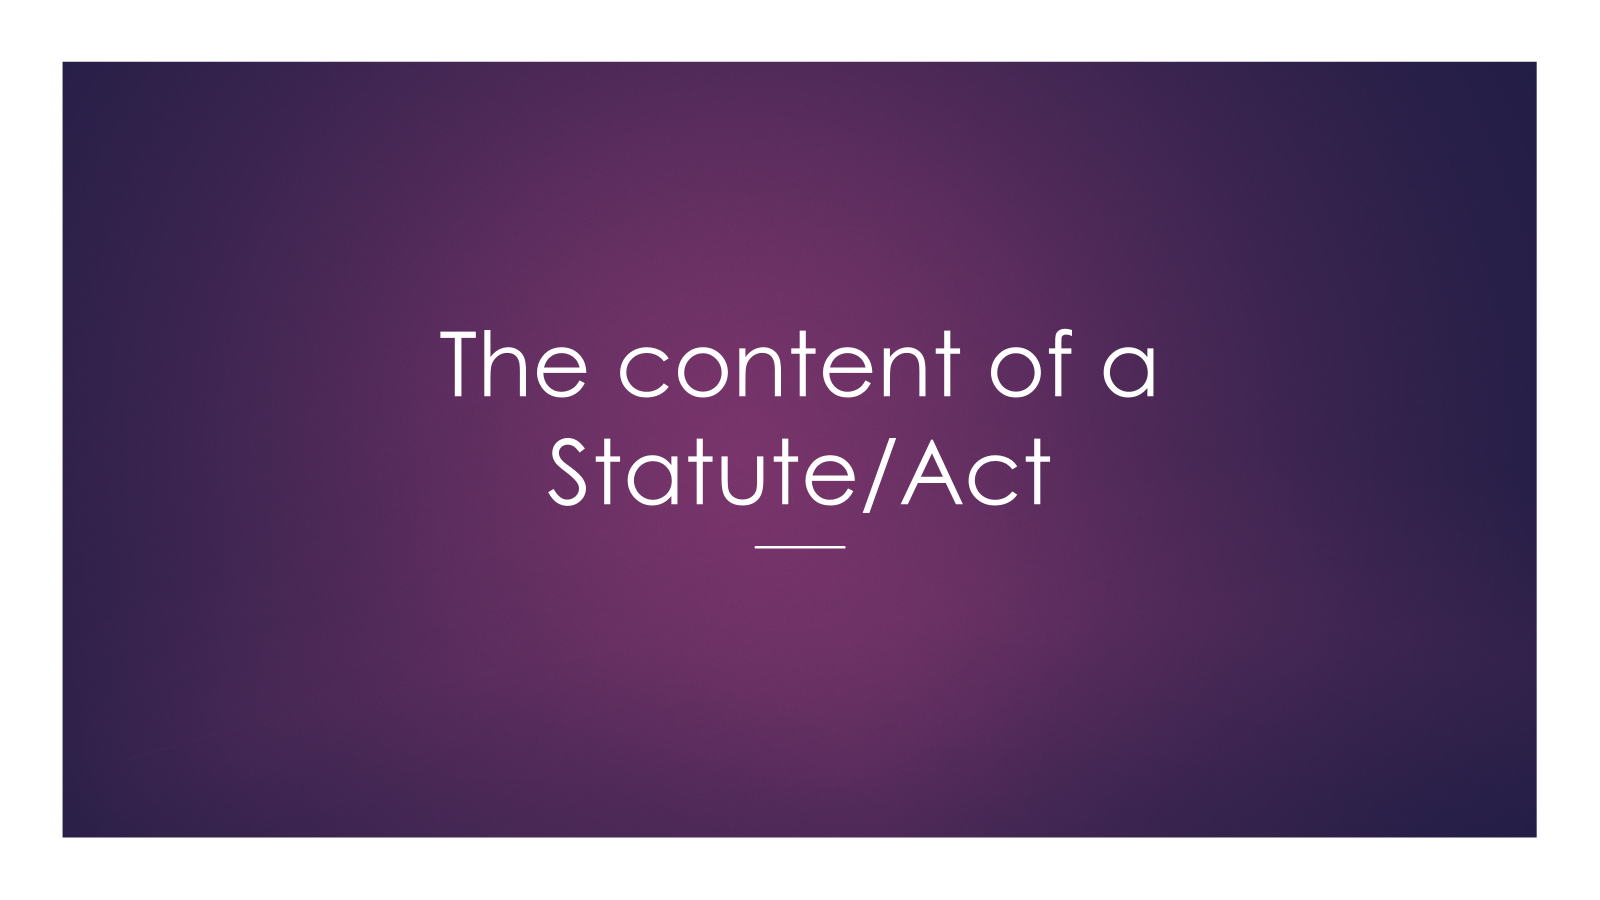 The content of a
Statute/Act